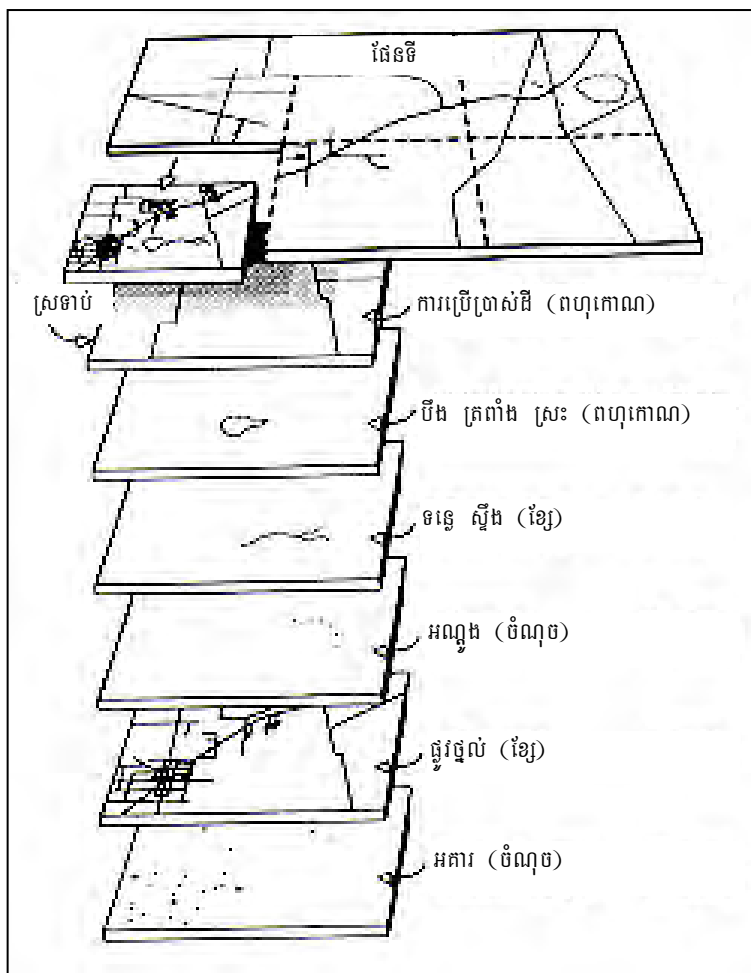 ផែនទី
ស្រទាប់
ការប្រើប្រាស់ដី (ពហុកោណ)
បឹង ត្រពាំង ស្រះ (ពហុកោណ)
ទន្លេ ស្ទឹង (ខ្សែ)
អណ្តូង (ចំណុច)
ផ្លូវថ្នល់ (ខ្សែ)
អគារ (ចំណុច)